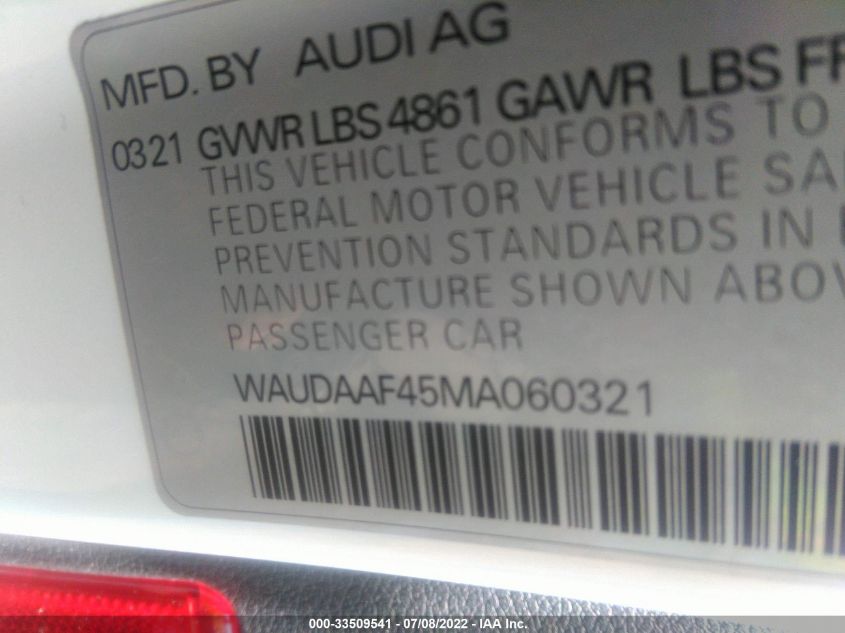 MFD. BY AUDI AG
0321 GVWR LBS 4861 GAWR LBS
THIS VEHICLE CONFORMS TO
FEDERAL MOTOR VEHICLE
PREVENTION STANDARDS IN
MANUFACTURE SHOWN
PASSENGER CAR
WAUDAAF45MA060321
000-33509541 - 07/08/2022 - IAA Inc.